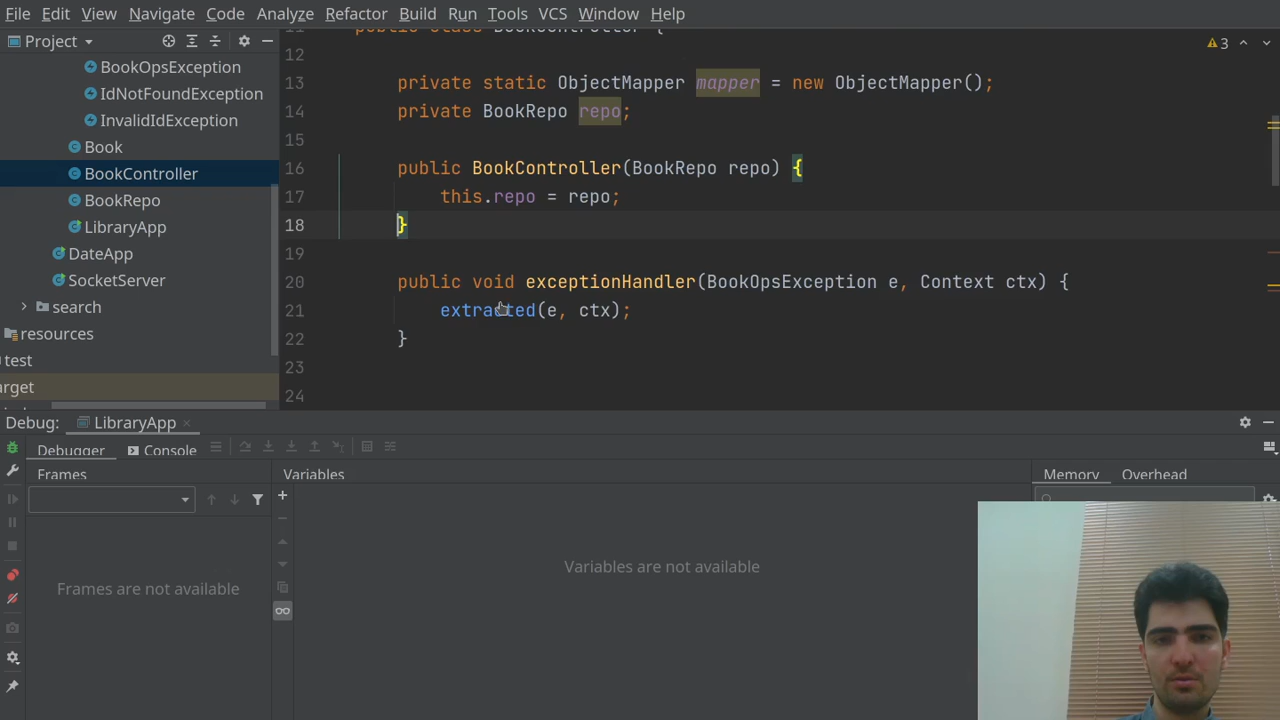 File Edit View Navigate Code Analyze Refactor Build Run Tools VCS Window Help
Project
BookOpsException
IdNotFoundException
InvalidIdException
Book
BookController
BookRepo
LibraryApp
DateApp
SocketServer
search
resources
test
arget
3
12
13 private static ObjectMapper mapper = new ObjectMapper();
14 private BookRepo repo;
15
16 public BookController(BookRepo repo) {
17 this.repo = repo;
18 }
19
20 public void exceptionHandler(BookOpsException e, Context ctx) {
21 extracted(e, ctx);
22 }
23
24
Debug: LibraryApp
Debugger Console
Frames Variables Memory Overhead
Frames are not available
Variables are not available